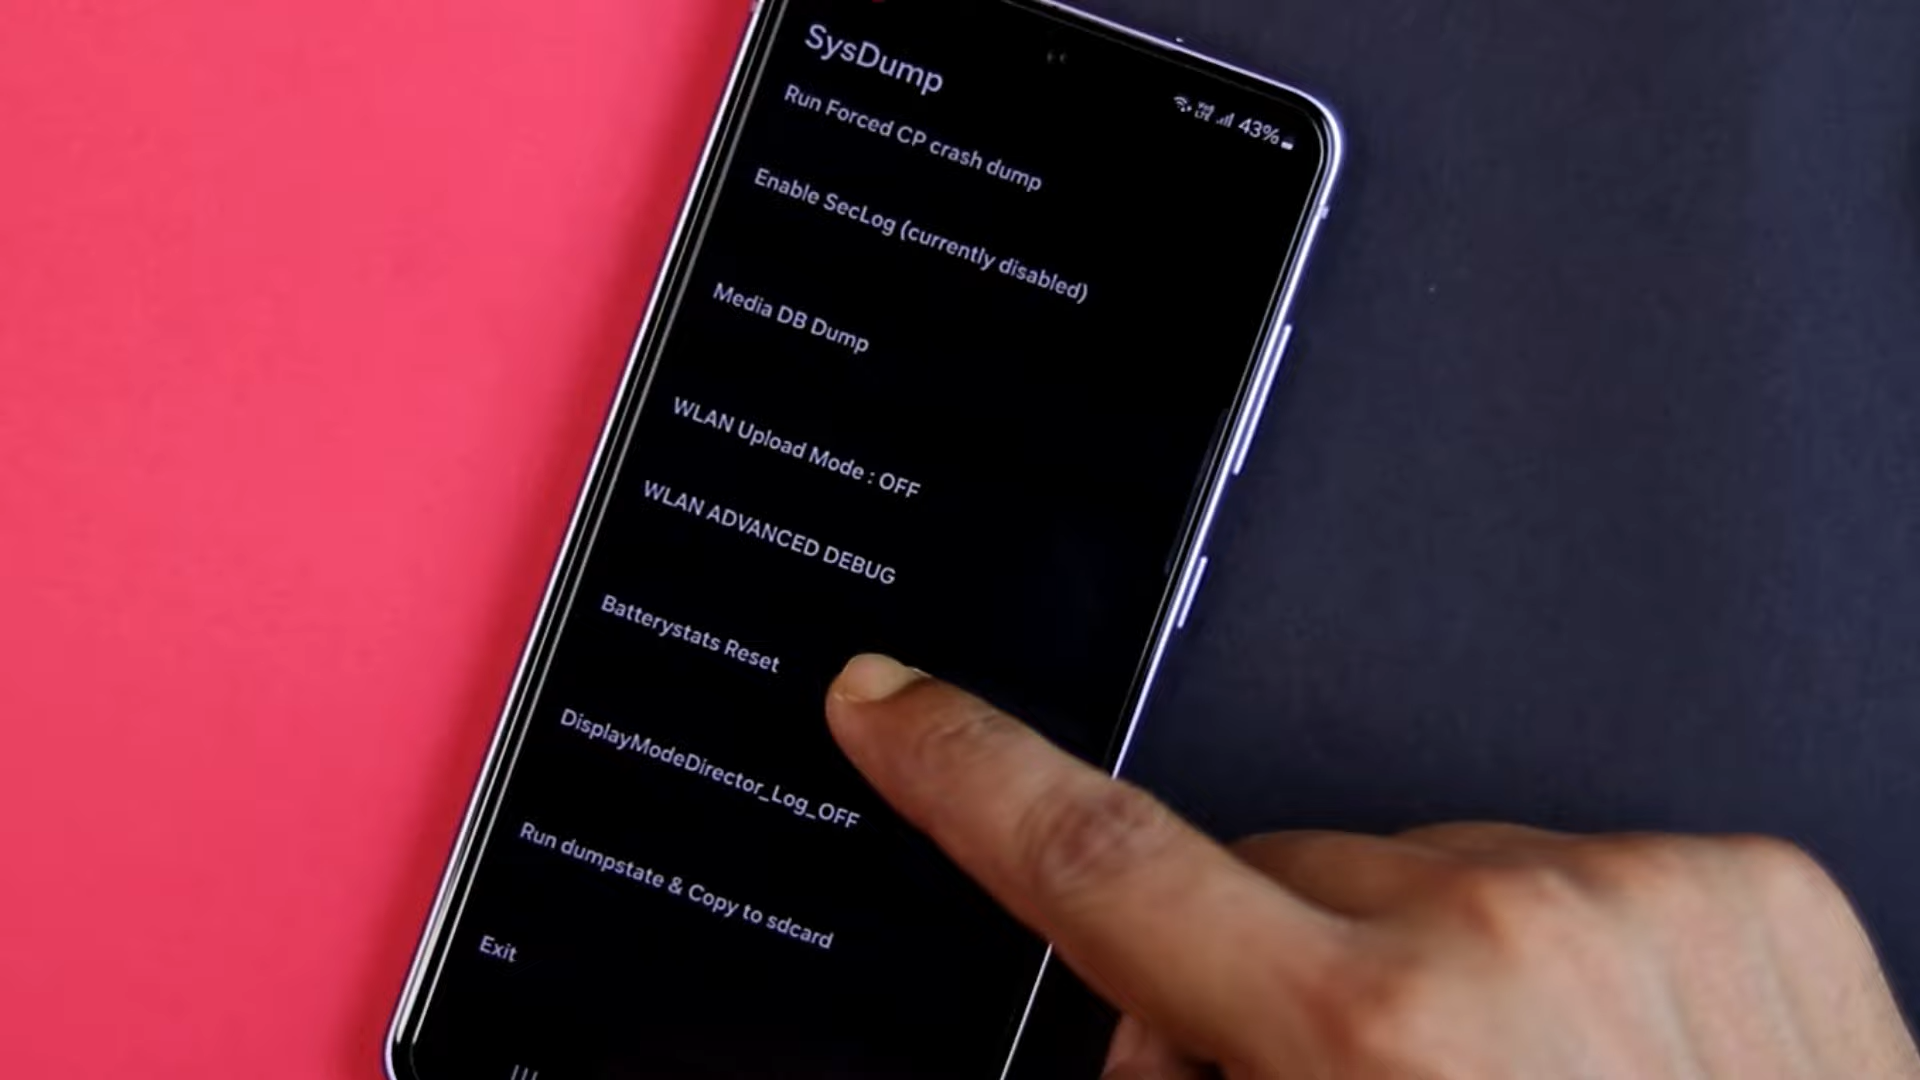 SysDump
43%
Run Forced CP crash dump
Enable SecLog (currently disabled)
Media DB Dump
WLAN Upload Mode : OFF
WLAN ADVANCED DEBUG
Batterystats Reset
DisplayModeDirector_Log_OFF
Run dumpstate & Copy to sdcard
Exit